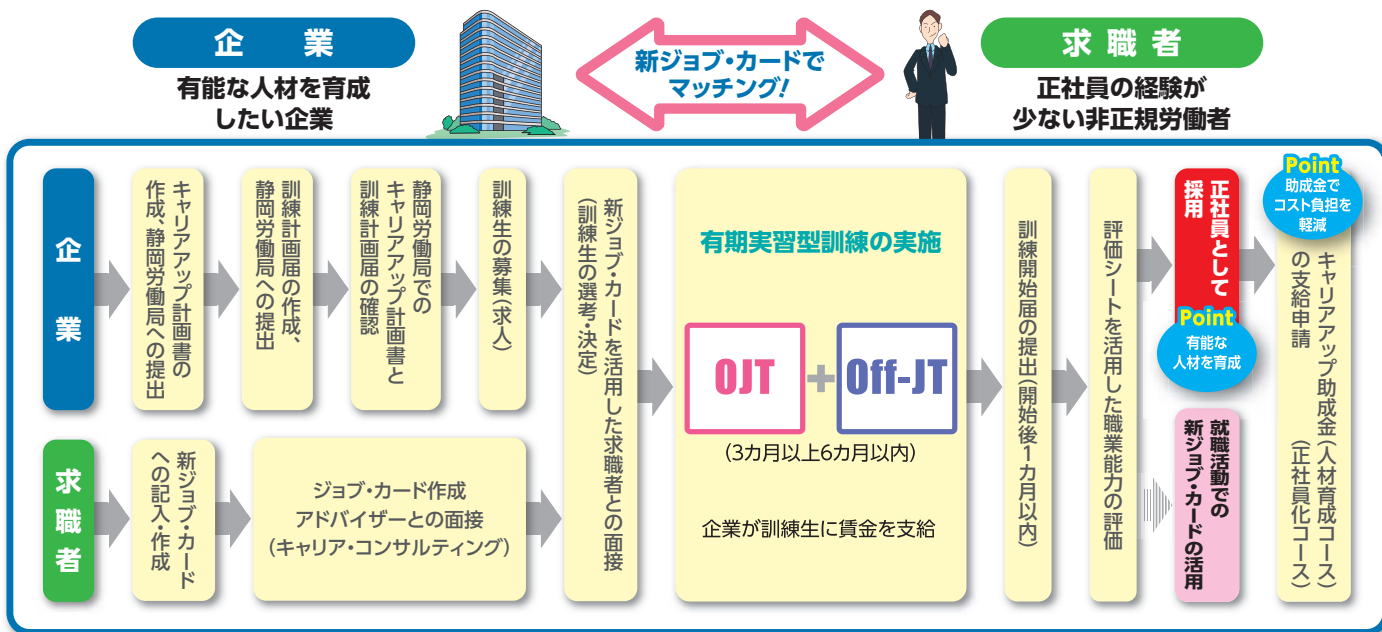 企業
有能な人材を育成
したい企業
新ジョブ・カードで
マッチング!
求職者
正社員の経験が
少ない非正規労働者
企業
キャリアアップ計画書の
作成、静岡労働局への提出
訓練計画届の作成、
静岡労働局への提出
静岡労働局での
キャリアアップ計画書と
訓練計画届の確認
訓練生の募集(求人)
求職者
新ジョブ・カード
への記入・作成
ジョブ・カード作成
アドバイザーとの面接
(キャリア・コンサルティング)
新ジョブ・カードを活用した求職者との面接
(訓練生の選考・決定)
有期実習型訓練の実施
OJT
+
Off-JT
(3カ月以上6カ月以内)
企業が訓練生に賃金を支給
訓練開始届の提出(開始後1カ月以内)
評価シートを活用した職業能力の評価
正社員として
採用
Point
有能な
人材を育成
就職活動での
新ジョブ・カードの活用
Point
助成金で
コスト負担を
軽減
キャリアアップ助成金(人材育成コース)
(正社員化コース)
の支給申請